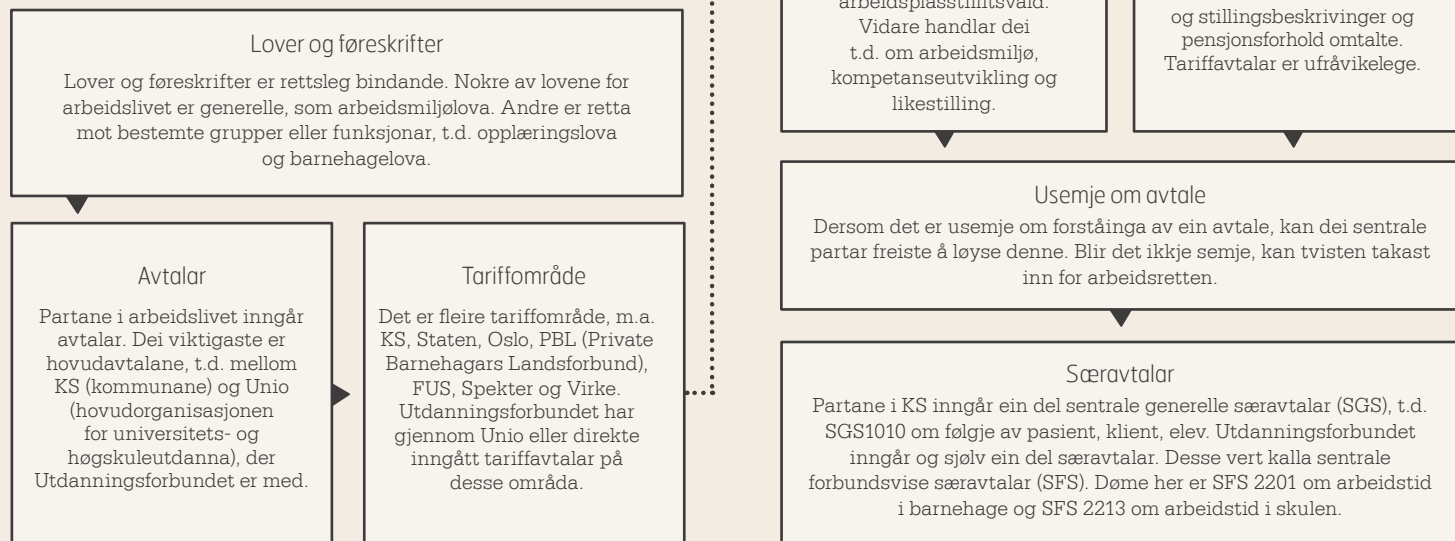 Lover og føreskrifter
Lover og føreskrifter er rettsleg bindande. Nokre av lovene for
arbeidslivet er generelle, som arbeidsmiljølova. Andre er retta
mot bestemte grupper eller funksjonar, t.d. opplæringslova
og barnehagelova.
Avtalar
Partane i arbeidslivet inngår
avtalar. Dei viktigaste er
hovudavtalane, t.d. mellom
KS (kommunane) og Unio
(hovudorganisasjonen
for universitets- og
høgskuleutdanna), der
Utdanningsforbundet er med.
Tariffområde
Det er fleire tariffområde, m.a.
KS, Staten, Oslo, PBL (Private
Barnehagars Landsforbund),
FUS, Spekter og Virke.
Utdanningsforbundet har
gjennom Unio eller direkte
inngått tariffavtalar på
desse områda.
Vidare handlar dei
t.d. om arbeidsmiljø,
kompetanseutvikling og
likestilling.
og stillingsbeskrivinger og
pensjonsforhold omtalte.
Tariffavtalar er ufråvikelege.
Usemje om avtale
Dersom det er usemje om forståinga av ein avtale, kan dei sentrale
partar freiste å løyse denne. Blir det ikkje semje, kan tvisten takast
inn for arbeidsretten.
Særavtalar
Partane i KS inngår ein del sentrale generelle særavtalar (SGS), t.d.
SGS1010 om følgje av pasient, klient, elev. Utdanningsforbundet
inngår og sjølv ein del særavtalar. Desse vert kalla sentrale
forbundsvise særavtalar (SFS). Døme her er SFS 2201 om arbeidstid
i barnehage og SFS 2213 om arbeidstid i skulen.